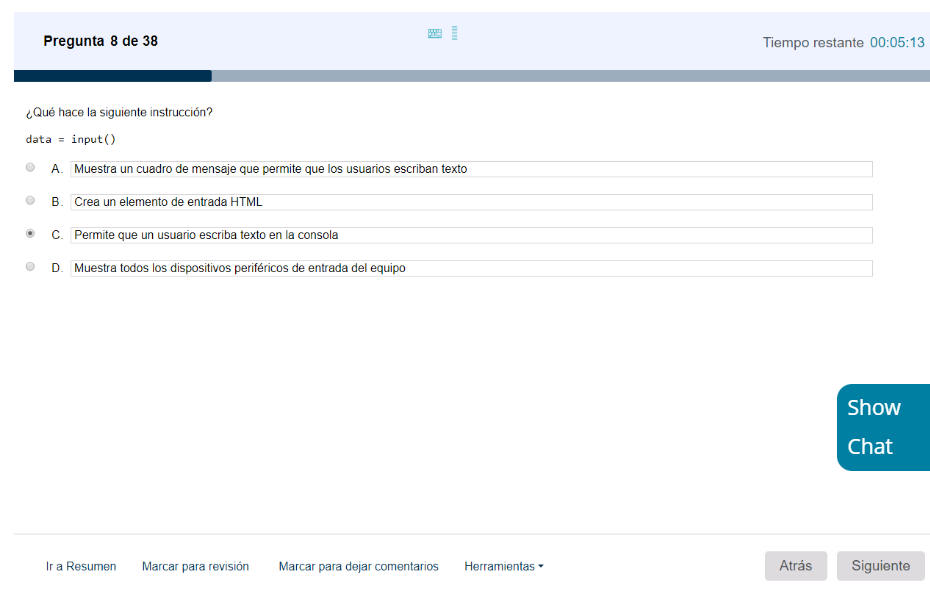 Pregunta 8 de 38
Tiempo restante 00:05:13
¿Qué hace la siguiente instrucción?
data = input()
A. Muestra un cuadro de mensaje que permite que los usuarios escriban texto
B. Crea un elemento de entrada HTML
C. Permite que un usuario escriba texto en la consola
D. Muestra todos los dispositivos periféricos de entrada del equipo
Show
Chat
Ir a Resumen Marcar para revisión Marcar para dejar comentarios Herramientas Atrás Siguiente